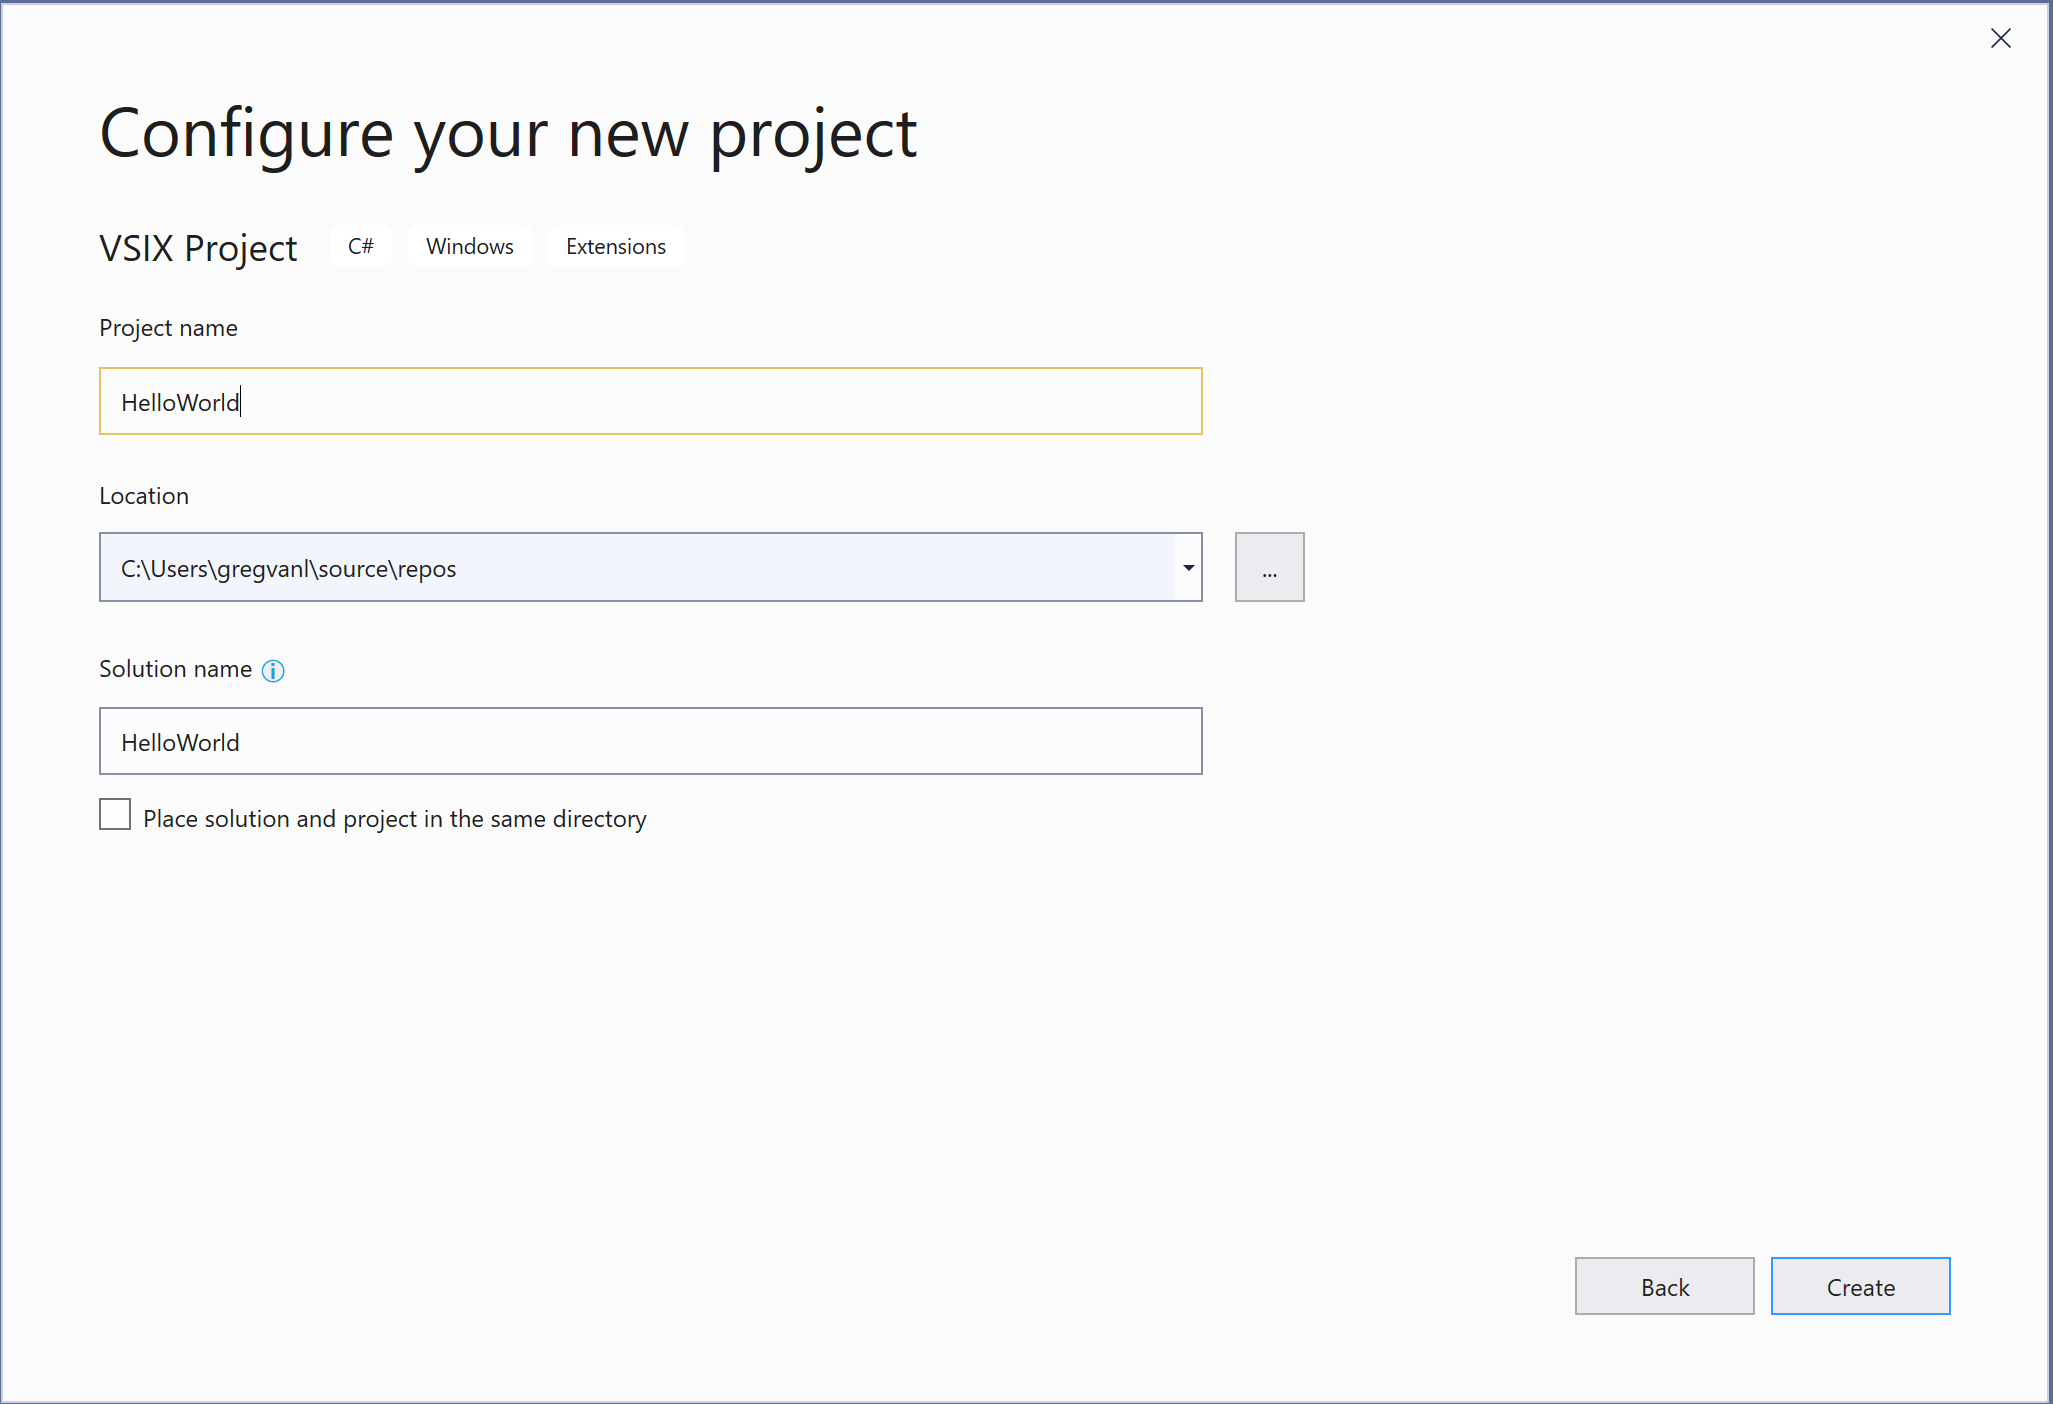 Configure your new project
VSIX Project C# Windows Extensions
Project name
HelloWorld
Location
C:\Users\gregvanl\source\repos
...
Solution name
HelloWorld
Place solution and project in the same directory
Back Create